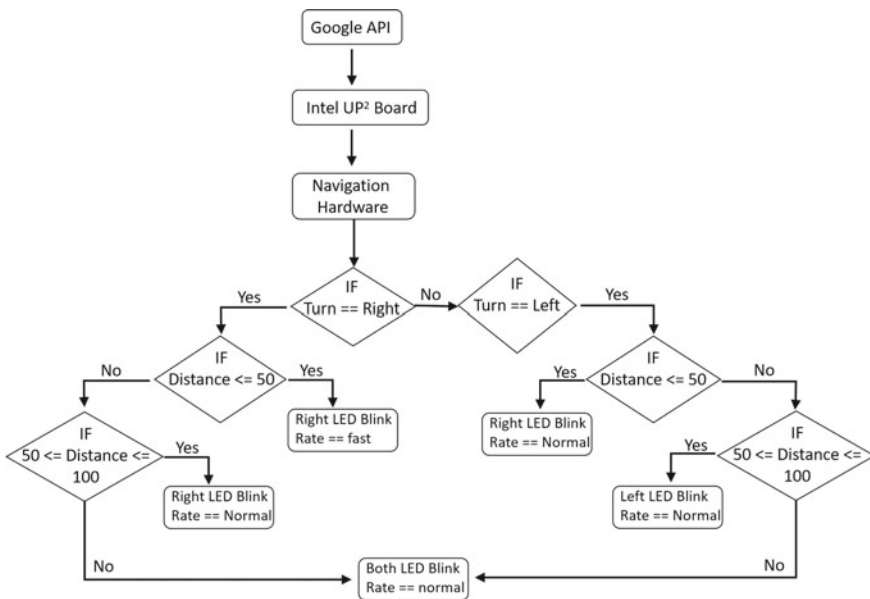 Google API
Intel UP² Board
Navigation
Hardware
IF
Turn == Right
Yes
No
IF
Turn == Left
Yes
IF
Distance <= 50
No
Yes
Right LED Blink
Rate == fast
IF
50 <= Distance <=
100
Yes
Right LED Blink
Rate == Normal
No
IF
Distance <= 50
Yes
No
Right LED Blink
Rate == Normal
IF
50 <= Distance <=
100
Yes
Left LED Blink
Rate == Normal
No
Both LED Blink
Rate == normal